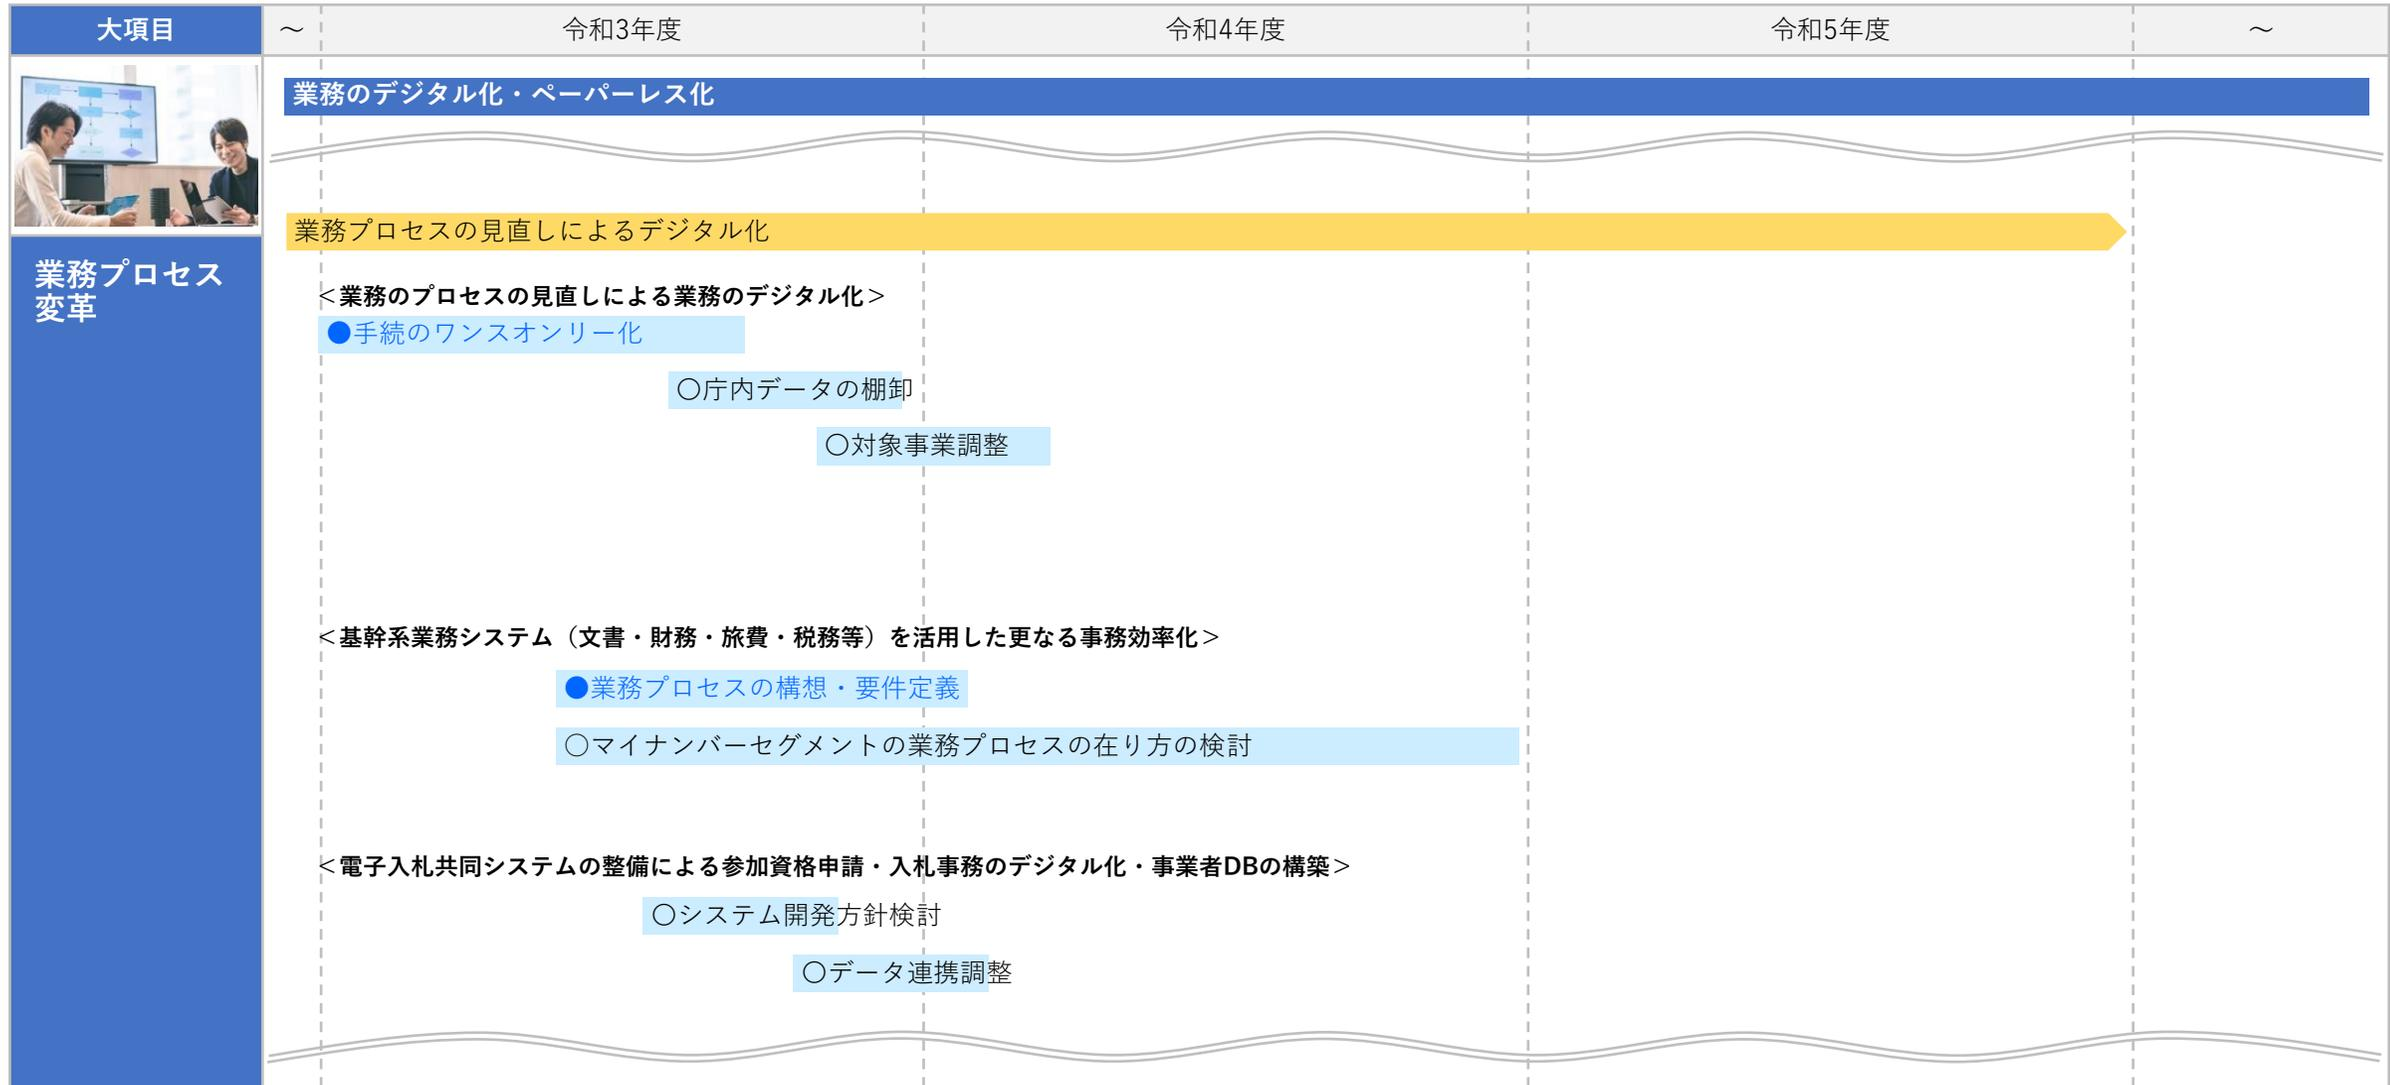 大項目
～
令和3年度
令和4年度
令和5年度
～
業務のデジタル化・ペーパーレス化
業務プロセスの見直しによるデジタル化
業務プロセス
変革
＜業務のプロセスの見直しによる業務のデジタル化＞
●手続のワンスオンリー化
〇庁内データの棚卸
〇対象事業調整
＜基幹系業務システム（文書・財務・旅費・税務等）を活用した更なる事務効率化＞
●業務プロセスの構想・要件定義
〇マイナンバーセグメントの業務プロセスの在り方の検討
＜電子入札共同システムの整備による参加資格申請・入札事務のデジタル化・事業者DBの構築＞
〇システム開発方針検討
〇データ連携調整